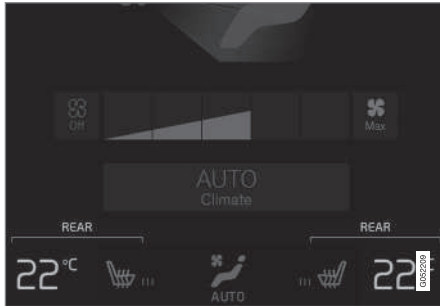 Off
Max
AUTO
Climate
REAR REAR
22°C 22°C
AUTO
G052209